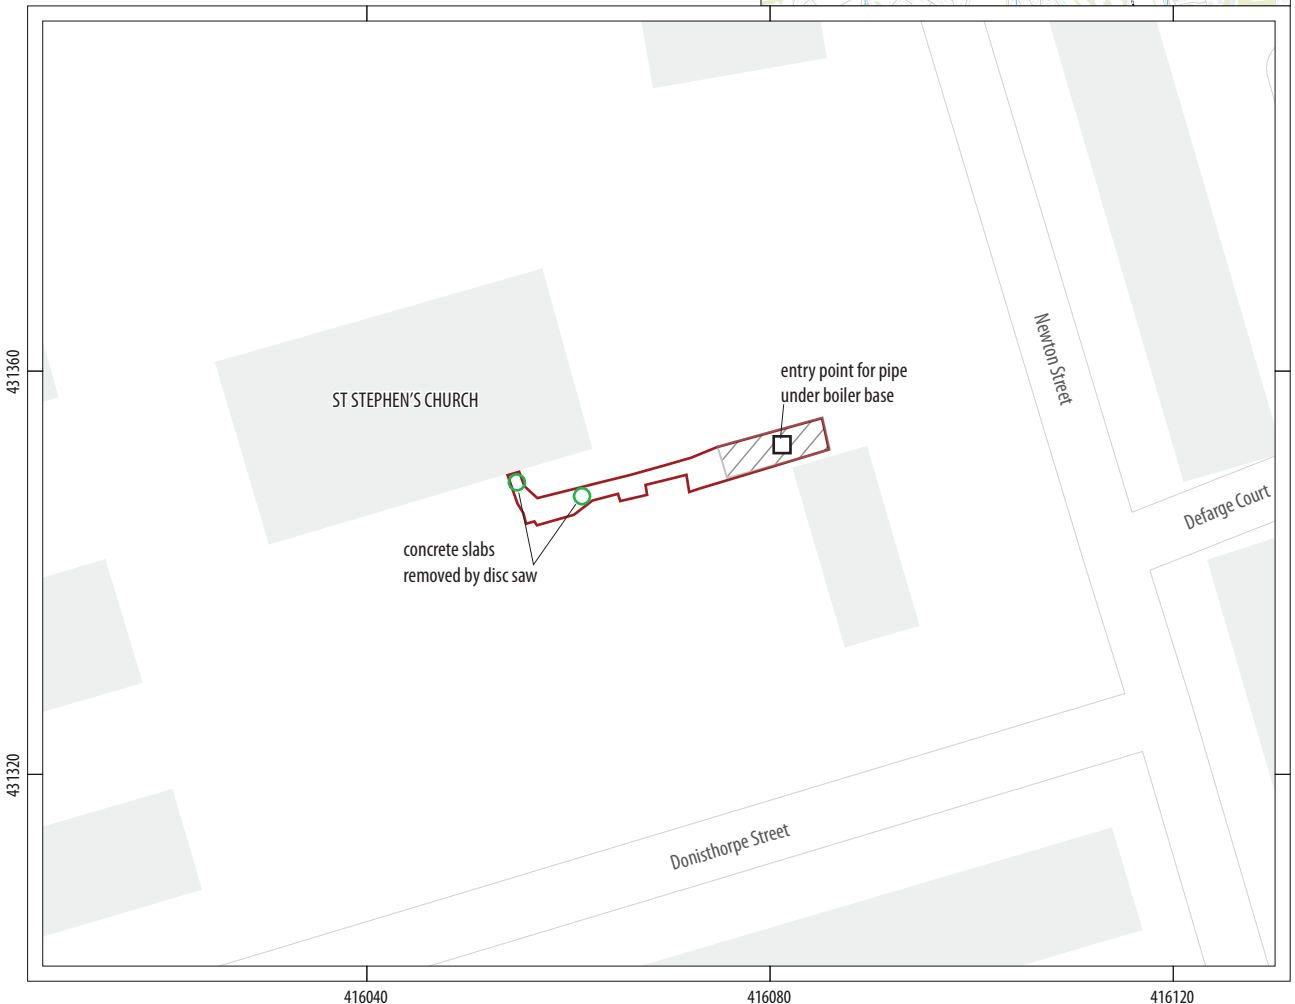 431360
431320
ST STEPHEN'S CHURCH
entry point for pipe
under boiler base
concrete slabs
removed by disc saw
Newton Street
Defarge Court
Donisthorpe Street
416040
416080
416120